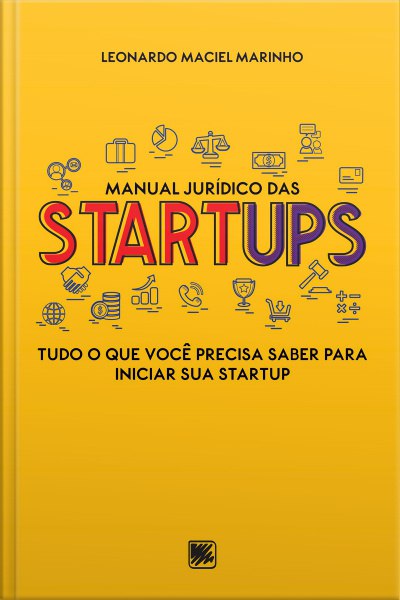 LEONARDO MACIEL MARINHO
MANUAL JURÍDICO DAS
STARTUPS
TUDO O QUE VOCÊ PRECISA SABER PARA
INICIAR SUA STARTUP